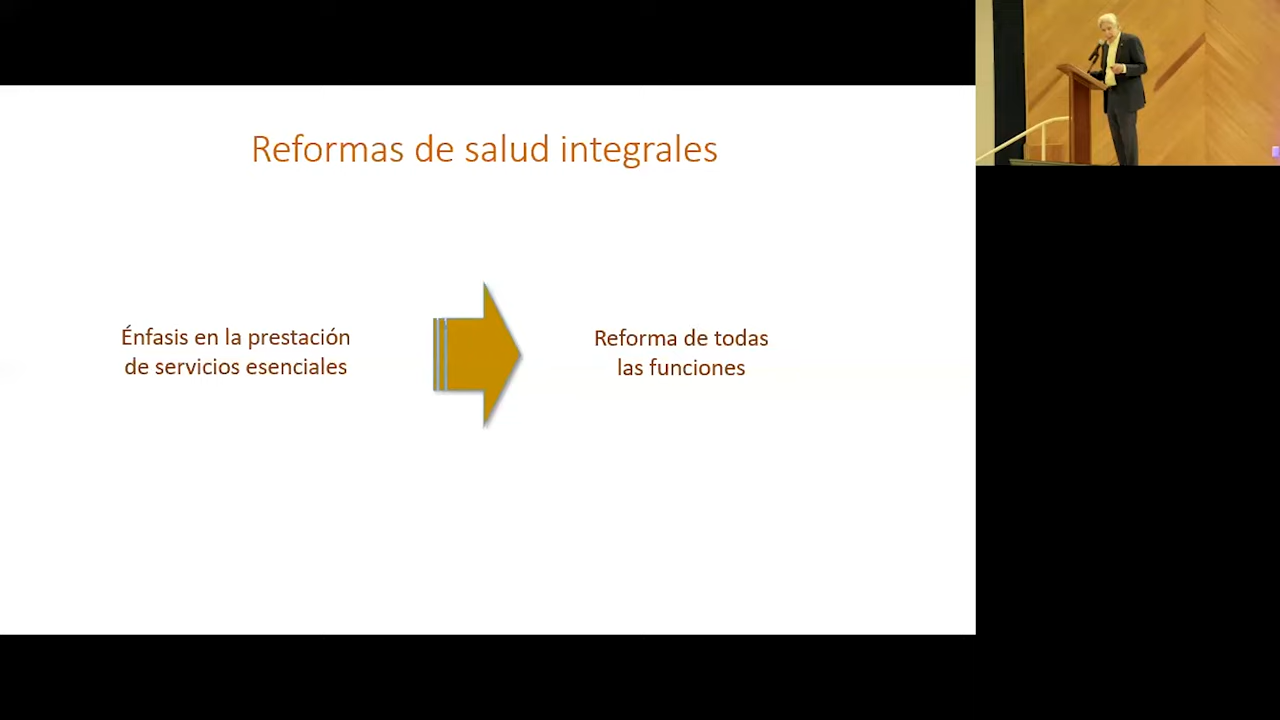 Reformas de salud integrales
Énfasis en la prestación
de servicios esenciales
Reforma de todas
las funciones